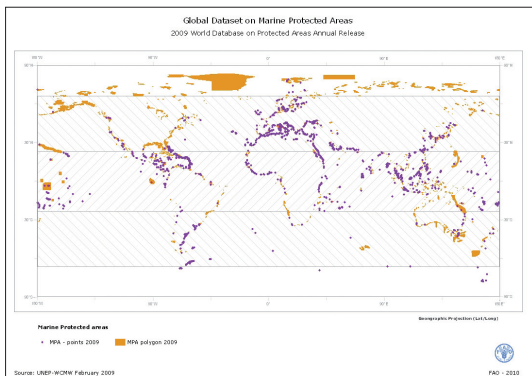 Global Dataset on Marine Protected Areas
2009 World Database on Protected Areas Annual Release
Geographic Projection (Lat/Long)
Marine Protected areas
MPA - points 2009
MPA polygon 2009
Source: UNEP-WCMW February 2009
FAO - 2010